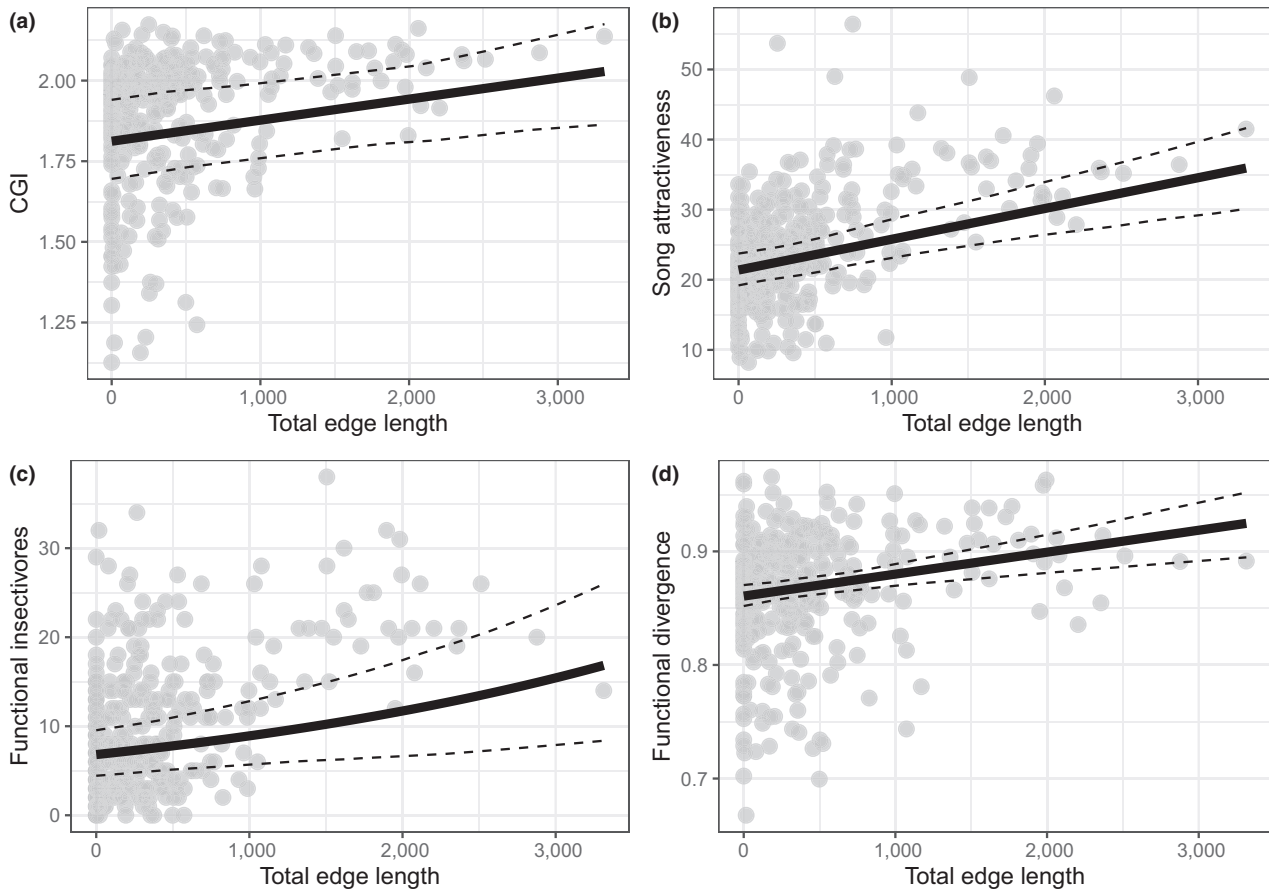 (a)
CGI
2.00
1.75
1.50
1.25
0 1,000 2,000 3,000
Total edge length
(b)
Song attractiveness
50
40
30
20
10
0 1,000 2,000 3,000
Total edge length
(c)
Functional insectivores
30
20
10
0
0 1,000 2,000 3,000
Total edge length
(d)
Functional divergence
0.9
0.8
0.7
0 1,000 2,000 3,000
Total edge length